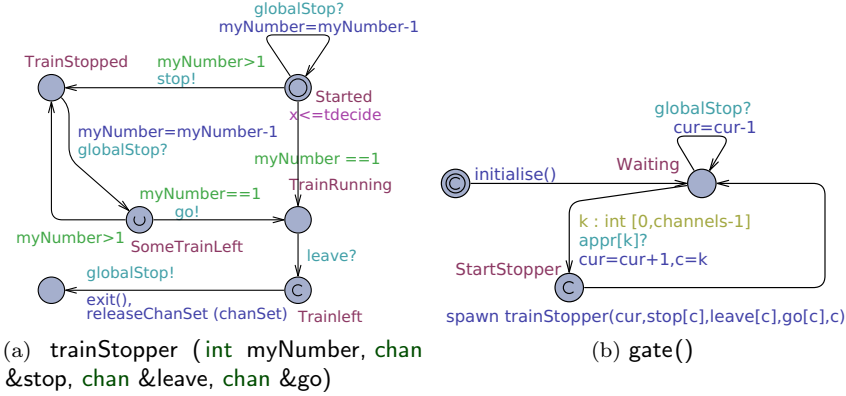 globalStop?
myNumber=myNumber-1
TrainStopped
myNumber>1
stop!
Started
x<=tdecide
myNumber=myNumber-1
globalStop?
myNumber ==1
TrainRunning
myNumber==1
go!
myNumber>1
SomeTrainLeft
leave?
globalStop!
exit(),
releaseChanSet (chanSet)
Trainleft
C
(a) trainStopper (int myNumber, chan
&stop, chan &leave, chan &go)
globalStop?
cur=cur-1
Waiting
C
initialise()
k : int [0,channels-1]
appr[k]?
cur=cur+1,c=k
StartStopper
C
spawn trainStopper(cur,stop[c],leave[c],go[c],c)
(b) gate()